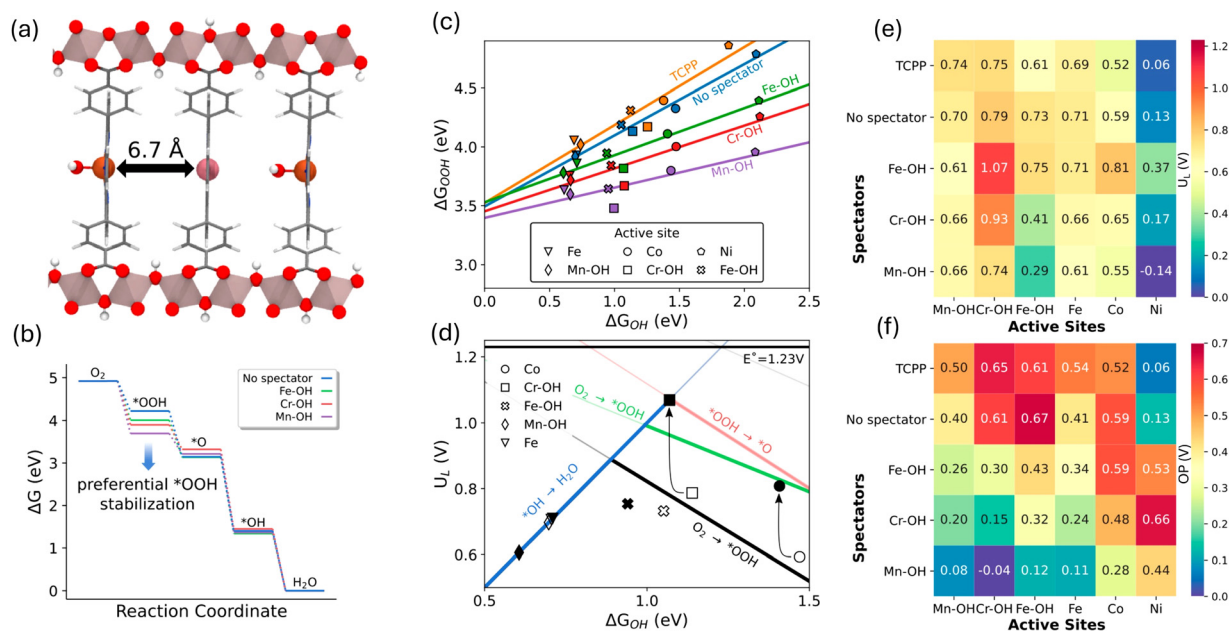 (a)
6.7 Å
(b)
ΔG (eV)
5
4
3
2
1
0
O₂
*OOH
*O
*OH
H₂O
No spectator
Fe-OH
Cr-OH
Mn-OH
preferential *OOH
stabilization
Reaction Coordinate
(c)
ΔG_OOH (eV)
4.5
4.0
3.5
3.0
TCPP
No spectator
Fe-OH
Cr-OH
Mn-OH
Active site
Fe Co Ni
Mn-OH Cr-OH Fe-OH
0.0 0.5 1.0 1.5 2.0 2.5
ΔG_OH (eV)
(d)
U_L (V)
1.2
1.0
0.8
0.6
E°=1.23V
Co
Cr-OH
Fe-OH
Mn-OH
Fe
O₂ → *OOH
*OOH → *O
*OH → H₂O
O₂ → *OOH
0.5 1.0 1.5
ΔG_OH (eV)
(e)
Spectators
TCPP 0.74 0.75 0.61 0.69 0.52 0.06
No spectator 0.70 0.79 0.73 0.71 0.59 0.13
Fe-OH 0.61 1.07 0.75 0.71 0.81 0.37
Cr-OH 0.66 0.93 0.41 0.66 0.65 0.17
Mn-OH 0.66 0.74 0.29 0.61 0.55 -0.14
Mn-OH Cr-OH Fe-OH Fe Co Ni
Active Sites
1.2
1.0
0.8
0.6
0.4
0.2
0.0
U_L (V)
(f)
Spectators
TCPP 0.50 0.65 0.61 0.54 0.52 0.06
No spectator 0.40 0.61 0.67 0.41 0.59 0.13
Fe-OH 0.26 0.30 0.43 0.34 0.59 0.53
Cr-OH 0.20 0.15 0.32 0.24 0.48 0.66
Mn-OH 0.08 -0.04 0.12 0.11 0.28 0.44
Mn-OH Cr-OH Fe-OH Fe Co Ni
Active Sites
0.7
0.6
0.5
0.4
0.3
0.2
0.1
0.0
OP (V)